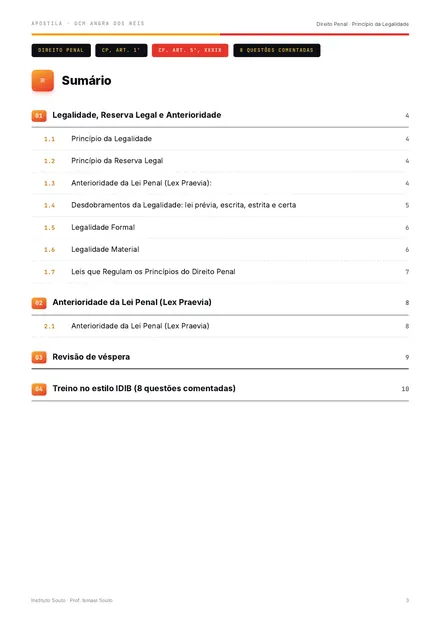 APOSTILA · GCM ANGRA DOS REIS
Direito Penal · Princípio da Legalidade
DIREITO PENAL
CP, ART. 1º
CF, ART. 5º, XXXIX
8 QUESTÕES COMENTADAS
Sumário
01 Legalidade, Reserva Legal e Anterioridade 4
1.1 Princípio da Legalidade 4
1.2 Princípio da Reserva Legal 4
1.3 Anterioridade da Lei Penal (Lex Praevia): 4
1.4 Desdobramentos da Legalidade: lei prévia, escrita, estrita e certa 5
1.5 Legalidade Formal 6
1.6 Legalidade Material 6
1.7 Leis que Regulam os Princípios do Direito Penal 7
02 Anterioridade da Lei Penal (Lex Praevia) 8
2.1 Anterioridade da Lei Penal (Lex Praevia) 8
03 Revisão de véspera 9
04 Treino no estilo IDIB (8 questões comentadas) 10
Instituto Souto · Prof. Ismael Souto 3